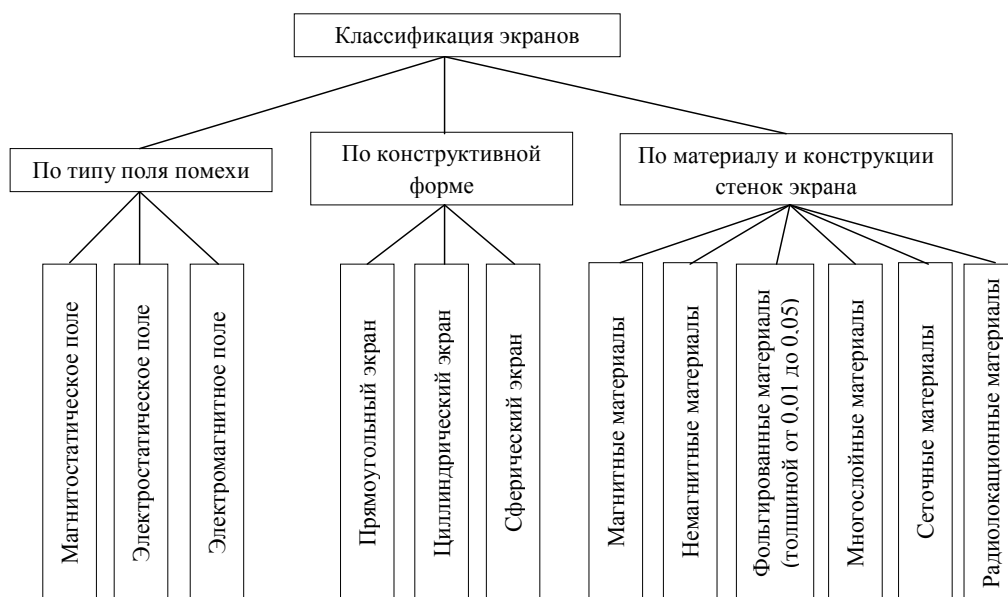 Классификация экранов
По типу поля помехи
По конструктивной
форме
По материалу и конструкции
стенок экрана
Магнитостатическое поле
Электростатическое поле
Электромагнитное поле
Прямоугольный экран
Циллиндрический экран
Сферический экран
Магнитные материалы
Немагнитные материалы
Фольгированные материалы
(толщиной от 0,01 до 0,05)
Многослойные материалы
Сеточные материалы
Радиолокационные материалы